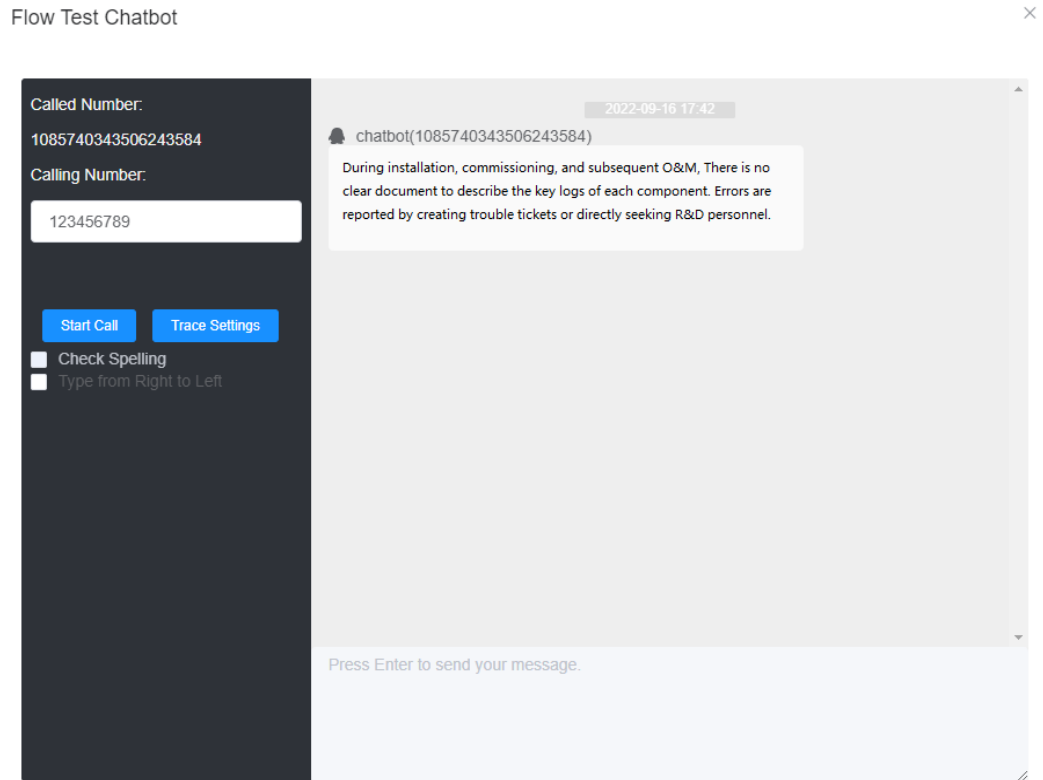 Flow Test Chatbot
Called Number:
1085740343506243584
Calling Number:
123456789
Start Call
Trace Settings
Check Spelling
Type from Right to Left
2022-09-16 17:42
chatbot(1085740343506243584)
During installation, commissioning, and subsequent O&M, There is no
clear document to describe the key logs of each component. Errors are
reported by creating trouble tickets or directly seeking R&D personnel.
Press Enter to send your message.